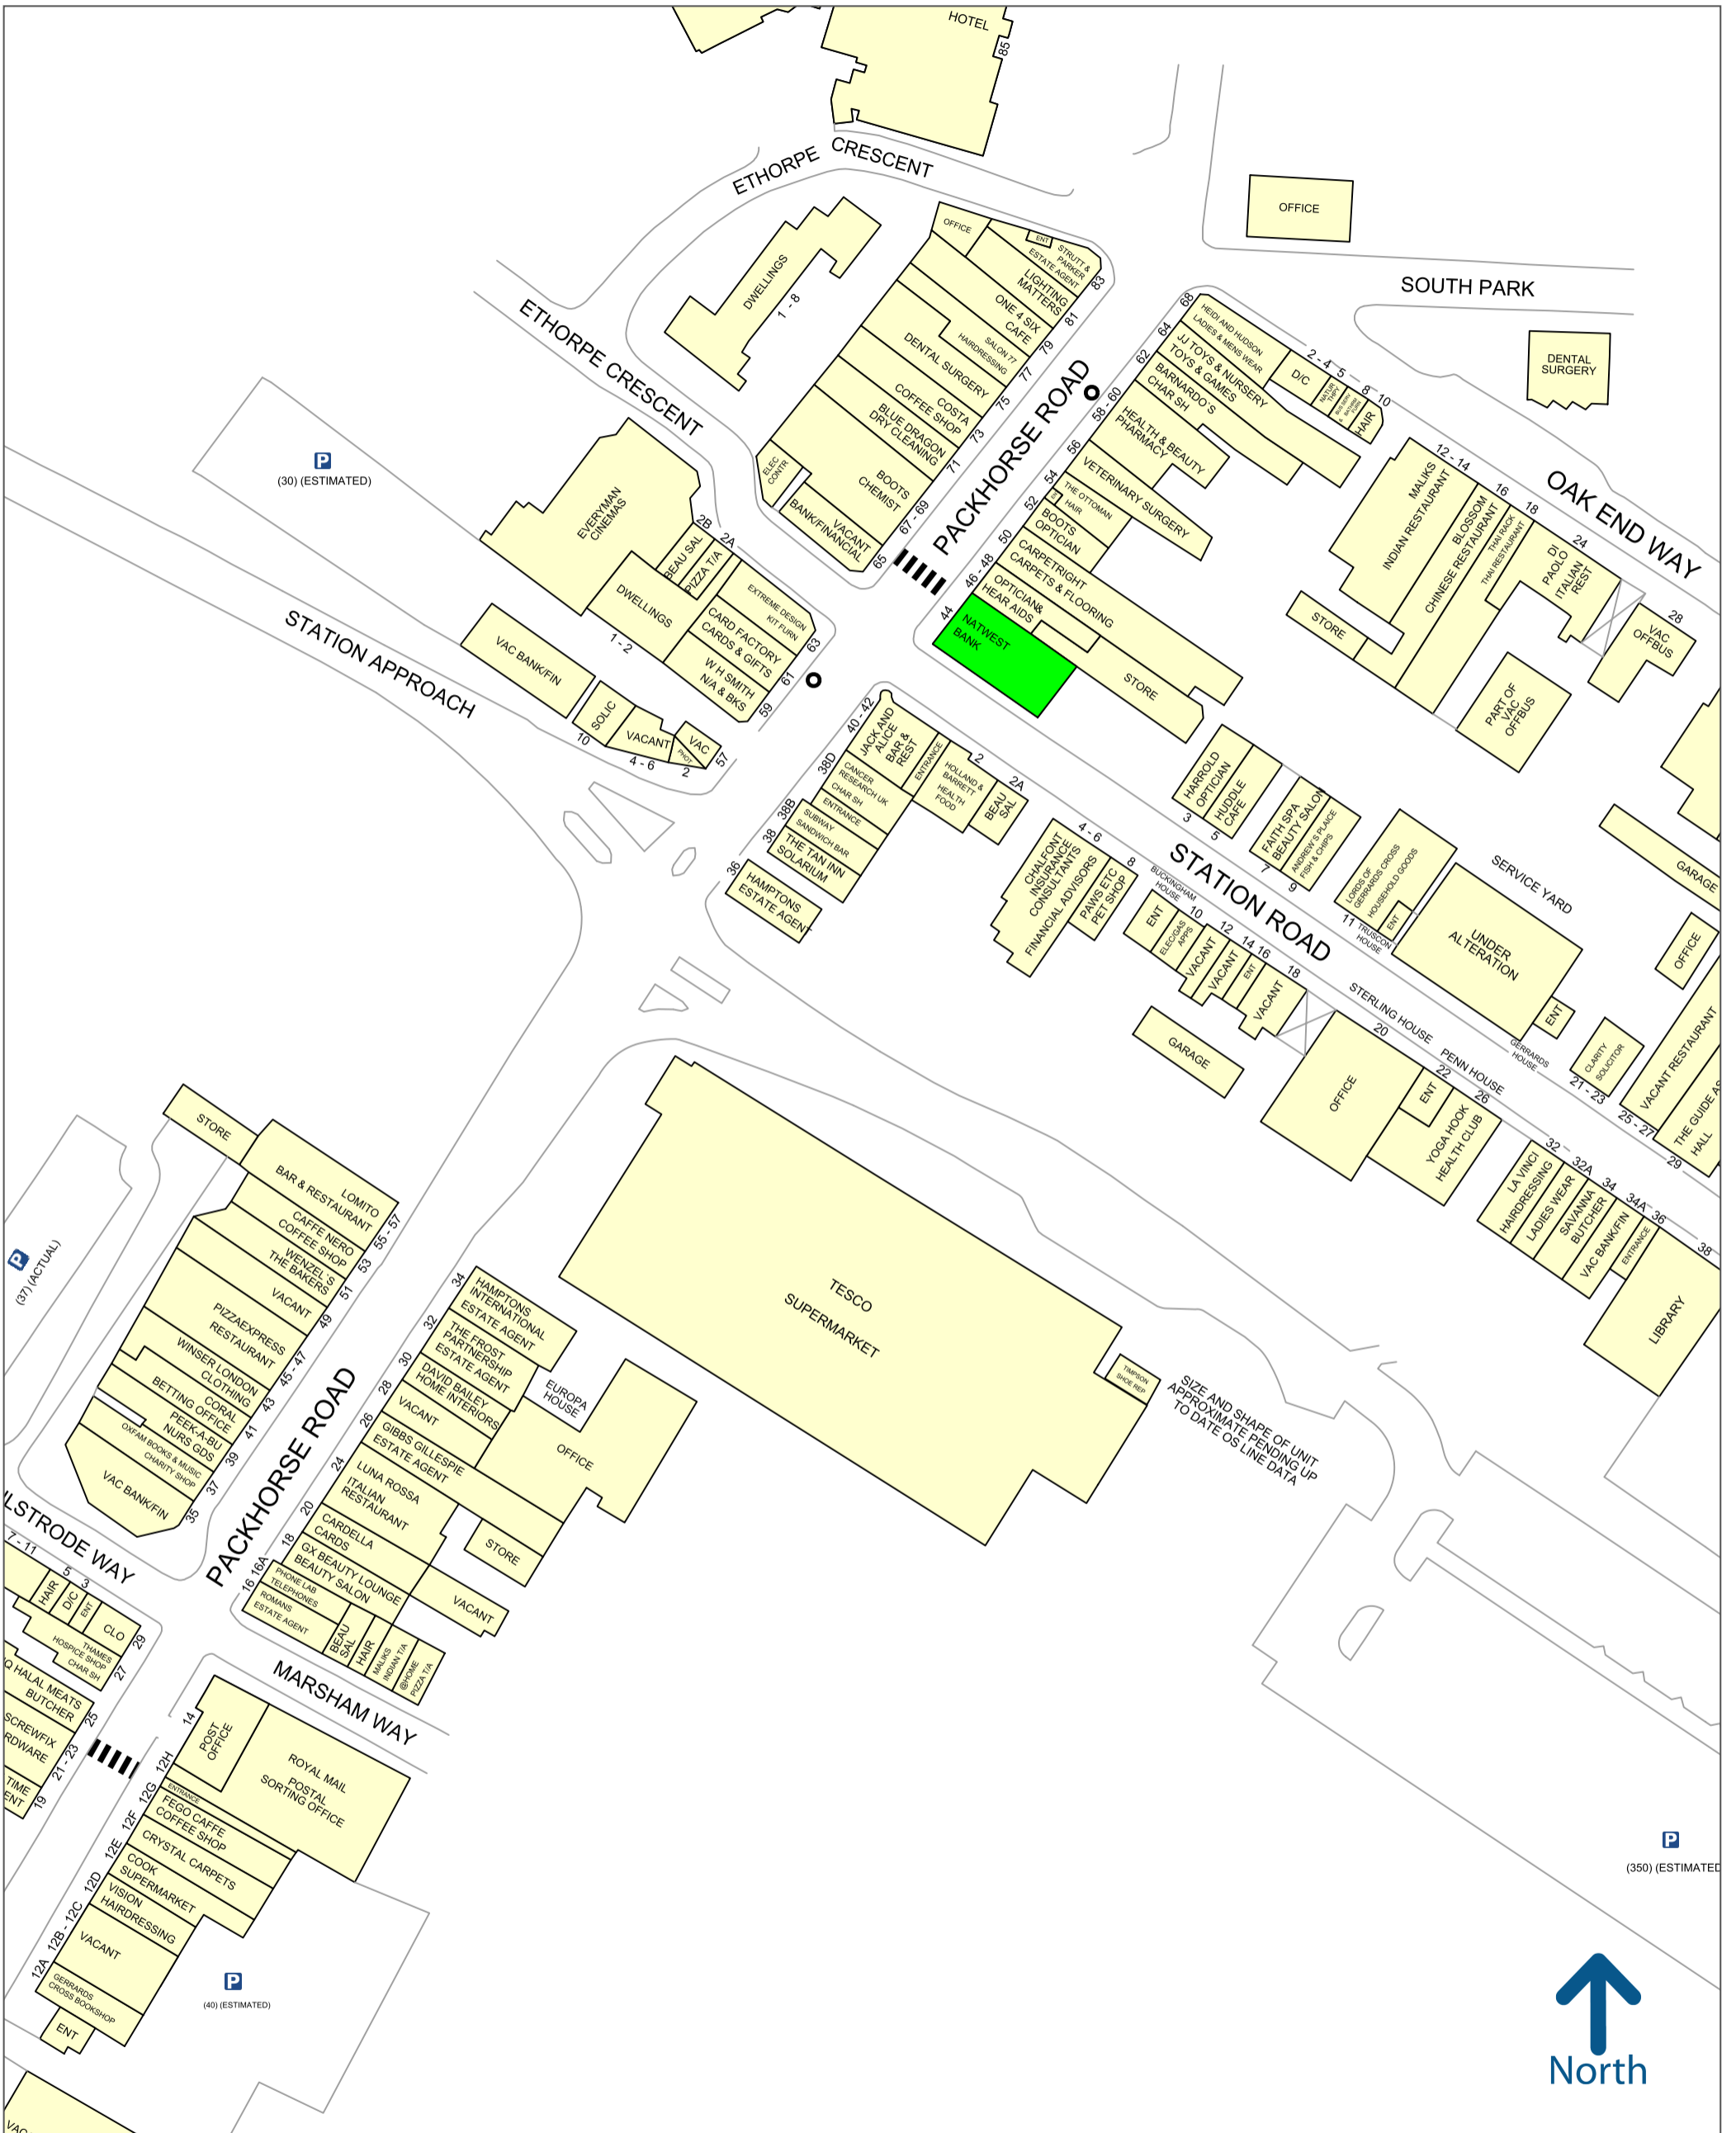 HOTEL
85
ETHORPE CRESCENT
OFFICE
SOUTH PARK
DENTAL
SURGERY
DWELLINGS
1 - 8
ETHORPE CRESCENT
OFFICE
ENT
STRUTT &
PARKER
ESTATE AGENT
83
LIGHTING
MATTERS
81
ONE 4 SIX
CAFE
79
SALON 77
HAIRDRESSING
77
DENTAL SURGERY
75
COSTA
COFFEE SHOP
73
BLUE DRAGON
DRY CLEANING
71
BOOTS
CHEMIST
67 - 69
ELEC
CONTR
VACANT
BANK/FINANCIAL
65
PACKHORSE ROAD
68
HEIDI AND HUDSON
LADIES & MENS WEAR
64
JJ TOYS & NURSERY
TOYS & GAMES
62
BARNARDO`S
CHAR SH
58 - 60
HEALTH & BEAUTY
PHARMACY
56
VETERINARY SURGERY
54
THE OTTOMAN
HAIR
52
BOOTS
OPTICIAN
50
CARPETRIGHT
CARPETS & FLOORING
46 - 48
OPTICIAN&
HEAR AIDS
44
NATWEST
BANK
STORE
2 - 4
D/C
5
8
10
HAIR
12 - 14
MALIKS
INDIAN RESTAURANT
16
BLOSSOM
CHINESE RESTAURANT
18
THAI RACK
THAI RESTAURANT
24
DI
PAOLO
ITALIAN
REST
28
VAC
OFFBUS
OAK END WAY
STORE
PART OF
VAC
OFFBUS
P
(30) (ESTIMATED)
EVERYMAN
CINEMAS
2B
BEAU SAL
2A
PIZZA T/A
DWELLINGS
1 - 2
EXTREME DESIGN
KIT FURN
63
CARD FACTORY
CARDS & GIFTS
61
W H SMITH
N/A & BKS
59
STATION APPROACH
VAC BANK/FIN
SOLIC
10
VACANT
4 - 6
PHOT
2
VAC
57
40 - 42
JACK AND
ALICE
BAR &
REST
38D
CANCER
RESEARCH UK
CHAR SH
ENTRANCE
38B
SUBWAY
SANDWICH BAR
38
THE TAN INN
SOLARIUM
36
HAMPTONS
ESTATE AGENT
ENTRANCE
2
HOLLAND &
BARRETT
HEALTH
FOOD
2A
BEAU
SAL
4 - 6
CHALFONT
INSURANCE
CONSULTANTS
FINANCIAL ADVISORS
8
PAWS ETC
PET SHOP
BUCKINGHAM
HOUSE
ENT
10
ELEC/GAS
APPS
12
VACANT
14
VACANT
16
ENT
18
VACANT
GARAGE
STATION ROAD
HARROLD
OPTICIAN
3
HUDDLE
CAFE
5
FAITH SPA
BEAUTY SALON
7
ANDREW'S PLAICE
FISH & CHIPS
9
LORDS OF
GERRARDS CROSS
HOUSEHOLD GOODS
11
ENT
TRUSCON
HOUSE
UNDER
ALTERATION
SERVICE YARD
GARAGE
OFFICE
ENT
GERRARDS
HOUSE
CLARITY
SOLICITOR
21 - 23
VACANT RESTAURANT
25 - 27
THE GUIDE AS
HALL
29
STERLING HOUSE
20
OFFICE
PENN HOUSE
22
ENT
26
YOGA HOOK
HEALTH CLUB
32
LA VINCI
HAIRDRESSING
32A
LADIES WEAR
34
SAVANNA
BUTCHER
34A
VAC BANK/FIN
36
ENTRANCE
38
LIBRARY
STORE
LOMITO
BAR & RESTAURANT
55 - 57
CAFFE NERO
COFFEE SHOP
53
WENZEL'S
THE BAKERS
51
VACANT
49
PIZZAEXPRESS
RESTAURANT
45 - 47
WINSER LONDON
CLOTHING
43
CORAL
BETTING OFFICE
41
PEEK-A-BU
NURS GDS
39
OXFAM BOOKS & MUSIC
CHARITY SHOP
37
VAC BANK/FIN
35
P
(37) (ACTUAL)
PACKHORSE ROAD
TESCO
SUPERMARKET
TIMPSON
SHOE REP
SIZE AND SHAPE OF UNIT
APPROXIMATE PENDING UP
TO DATE OS LINE DATA
34
HAMPTONS
INTERNATIONAL
ESTATE AGENT
32
THE FROST
PARTNERSHIP
ESTATE AGENT
30
DAVID BAILEY
HOME INTERIORS
28
VACANT
26
GIBBS GILLESPIE
ESTATE AGENT
24
LUNA ROSSA
ITALIAN
RESTAURANT
20
CARDELLA
CARDS
18
GX BEAUTY LOUNGE
BEAUTY SALON
16A
PHONE LAB
TELEPHONES
16
ROMANS
ESTATE AGENT
EUROPA
HOUSE
OFFICE
STORE
VACANT
BEAU
SAL
HAIR
MALIKS
INDIAN T/A
@HOME
PIZZA T/A
MARSHAM WAY
ILSTRODE WAY
7 - 11
HAIR
5
D/C
3
ENT
CLO
29
THAMES
HOSPICE SHOP
CHAR SH
27
Q HALAL MEATS
BUTCHER
25
SCREWFIX
RDWARE
21 - 23
TIME
ENT
19
14
POST
OFFICE
ROYAL MAIL
POSTAL
SORTING OFFICE
12H
ENTRANCE
12G
FEGO CAFFE
COFFEE SHOP
12F
CRYSTAL CARPETS
12E
COOK
SUPERMARKET
12D
VISION
HAIRDRESSING
12B - 12C
VACANT
12A
GERRARDS
CROSS BOOKSHOP
ENT
P
(40) (ESTIMATED)
P
(350) (ESTIMATED
North
VAC